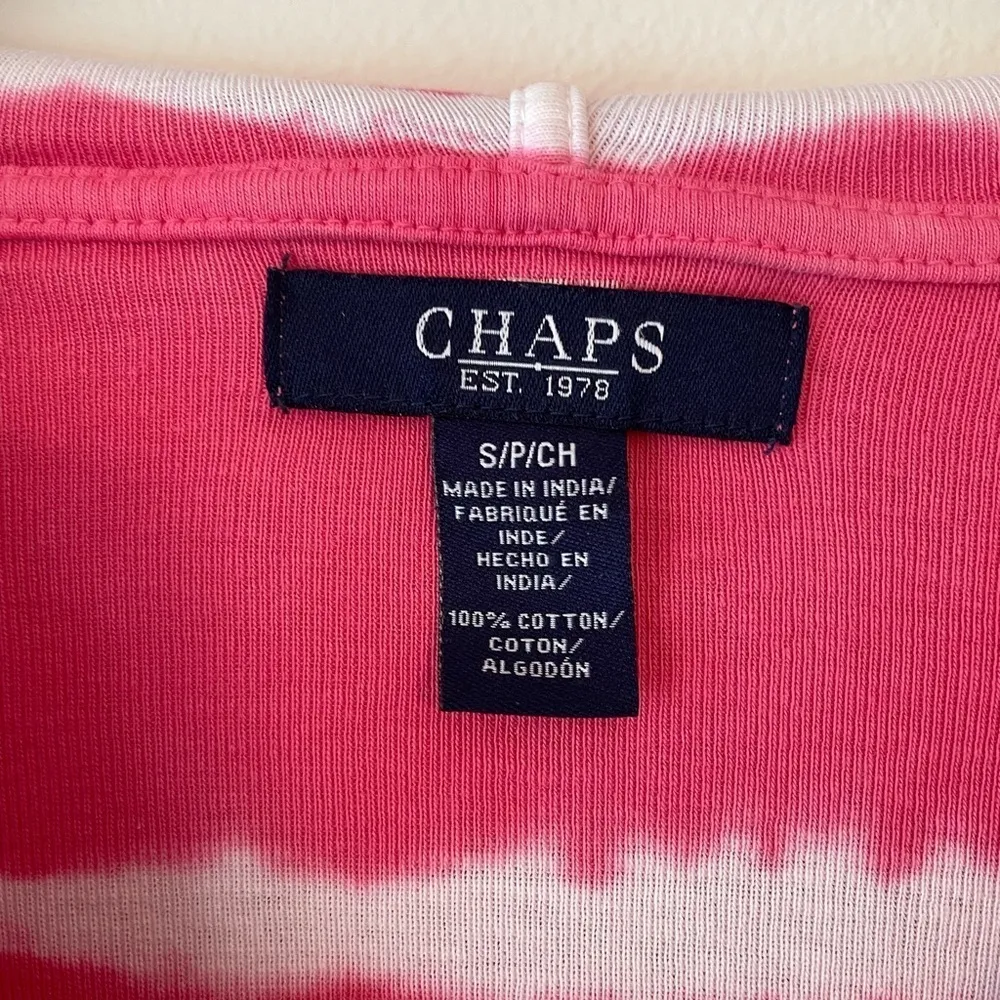 CHAPS
EST. 1978
S/P/CH
MADE IN INDIA/
FABRIQUÉ EN
INDE/
HECHO EN
INDIA/
100% COTTON/
COTON/
ALGODÓN